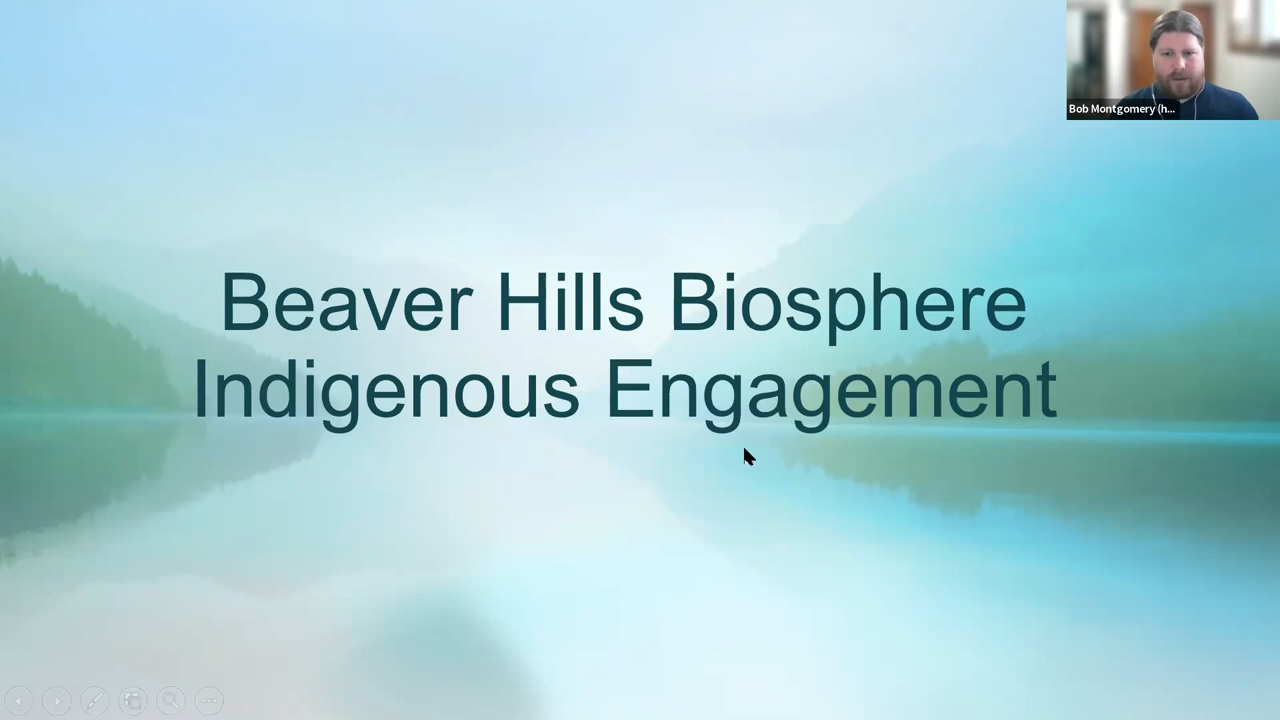 Bob Montgomery (h...
Beaver Hills Biosphere
Indigenous Engagement